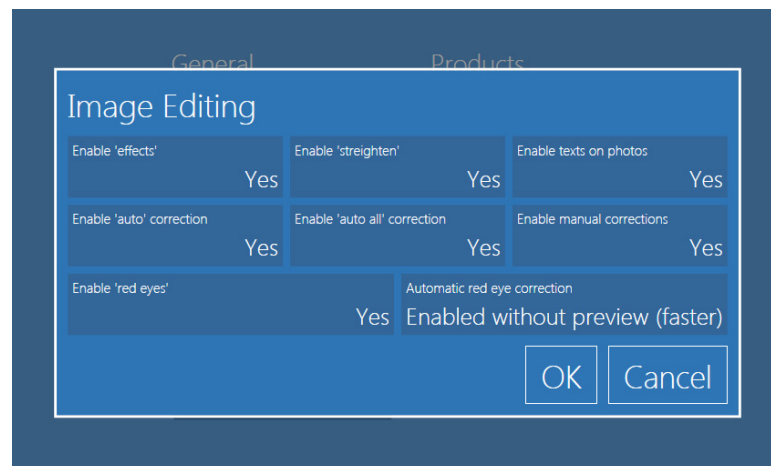 General Products
Image Editing
Enable 'effects' Enable 'streighten' Enable texts on photos
Yes Yes Yes
Enable 'auto' correction Enable 'auto all' correction Enable manual corrections
Yes Yes Yes
Enable 'red eyes' Automatic red eye correction
Yes Enabled without preview (faster)
OK Cancel